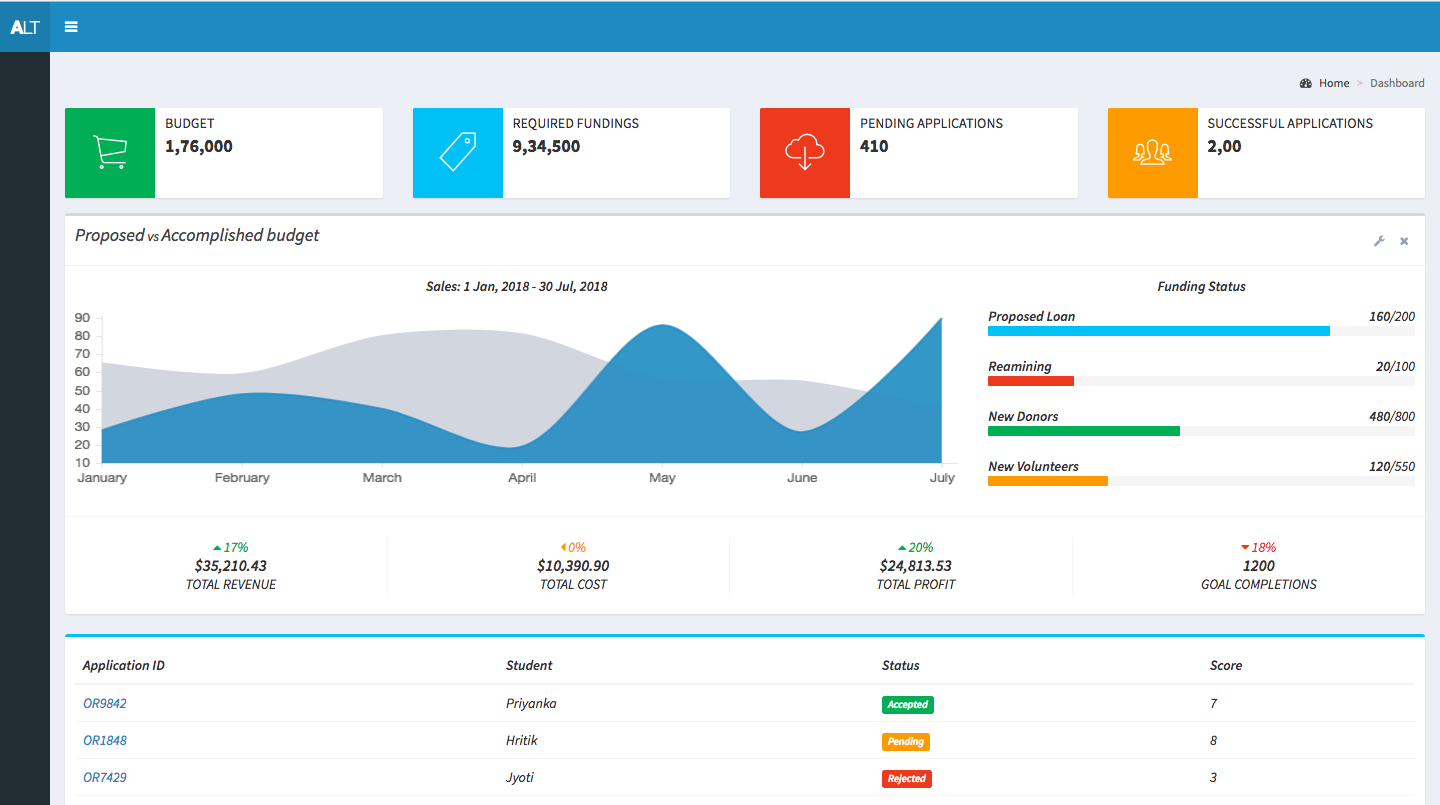 ALT
Home > Dashboard
BUDGET
1,76,000
REQUIRED FUNDINGS
9,34,500
PENDING APPLICATIONS
410
SUCCESSFUL APPLICATIONS
2,00
Proposed vs Accomplished budget
Sales: 1 Jan, 2018 - 30 Jul, 2018
90
80
70
60
50
40
30
20
10
January February March April May June July
Funding Status
Proposed Loan 160/200
Reamining 20/100
New Donors 480/800
New Volunteers 120/550
17%
$35,210.43
TOTAL REVENUE
0%
$10,390.90
TOTAL COST
20%
$24,813.53
TOTAL PROFIT
18%
1200
GOAL COMPLETIONS
Application ID Student Status Score
OR9842 Priyanka Accepted 7
OR1848 Hritik Pending 8
OR7429 Jyoti Rejected 3